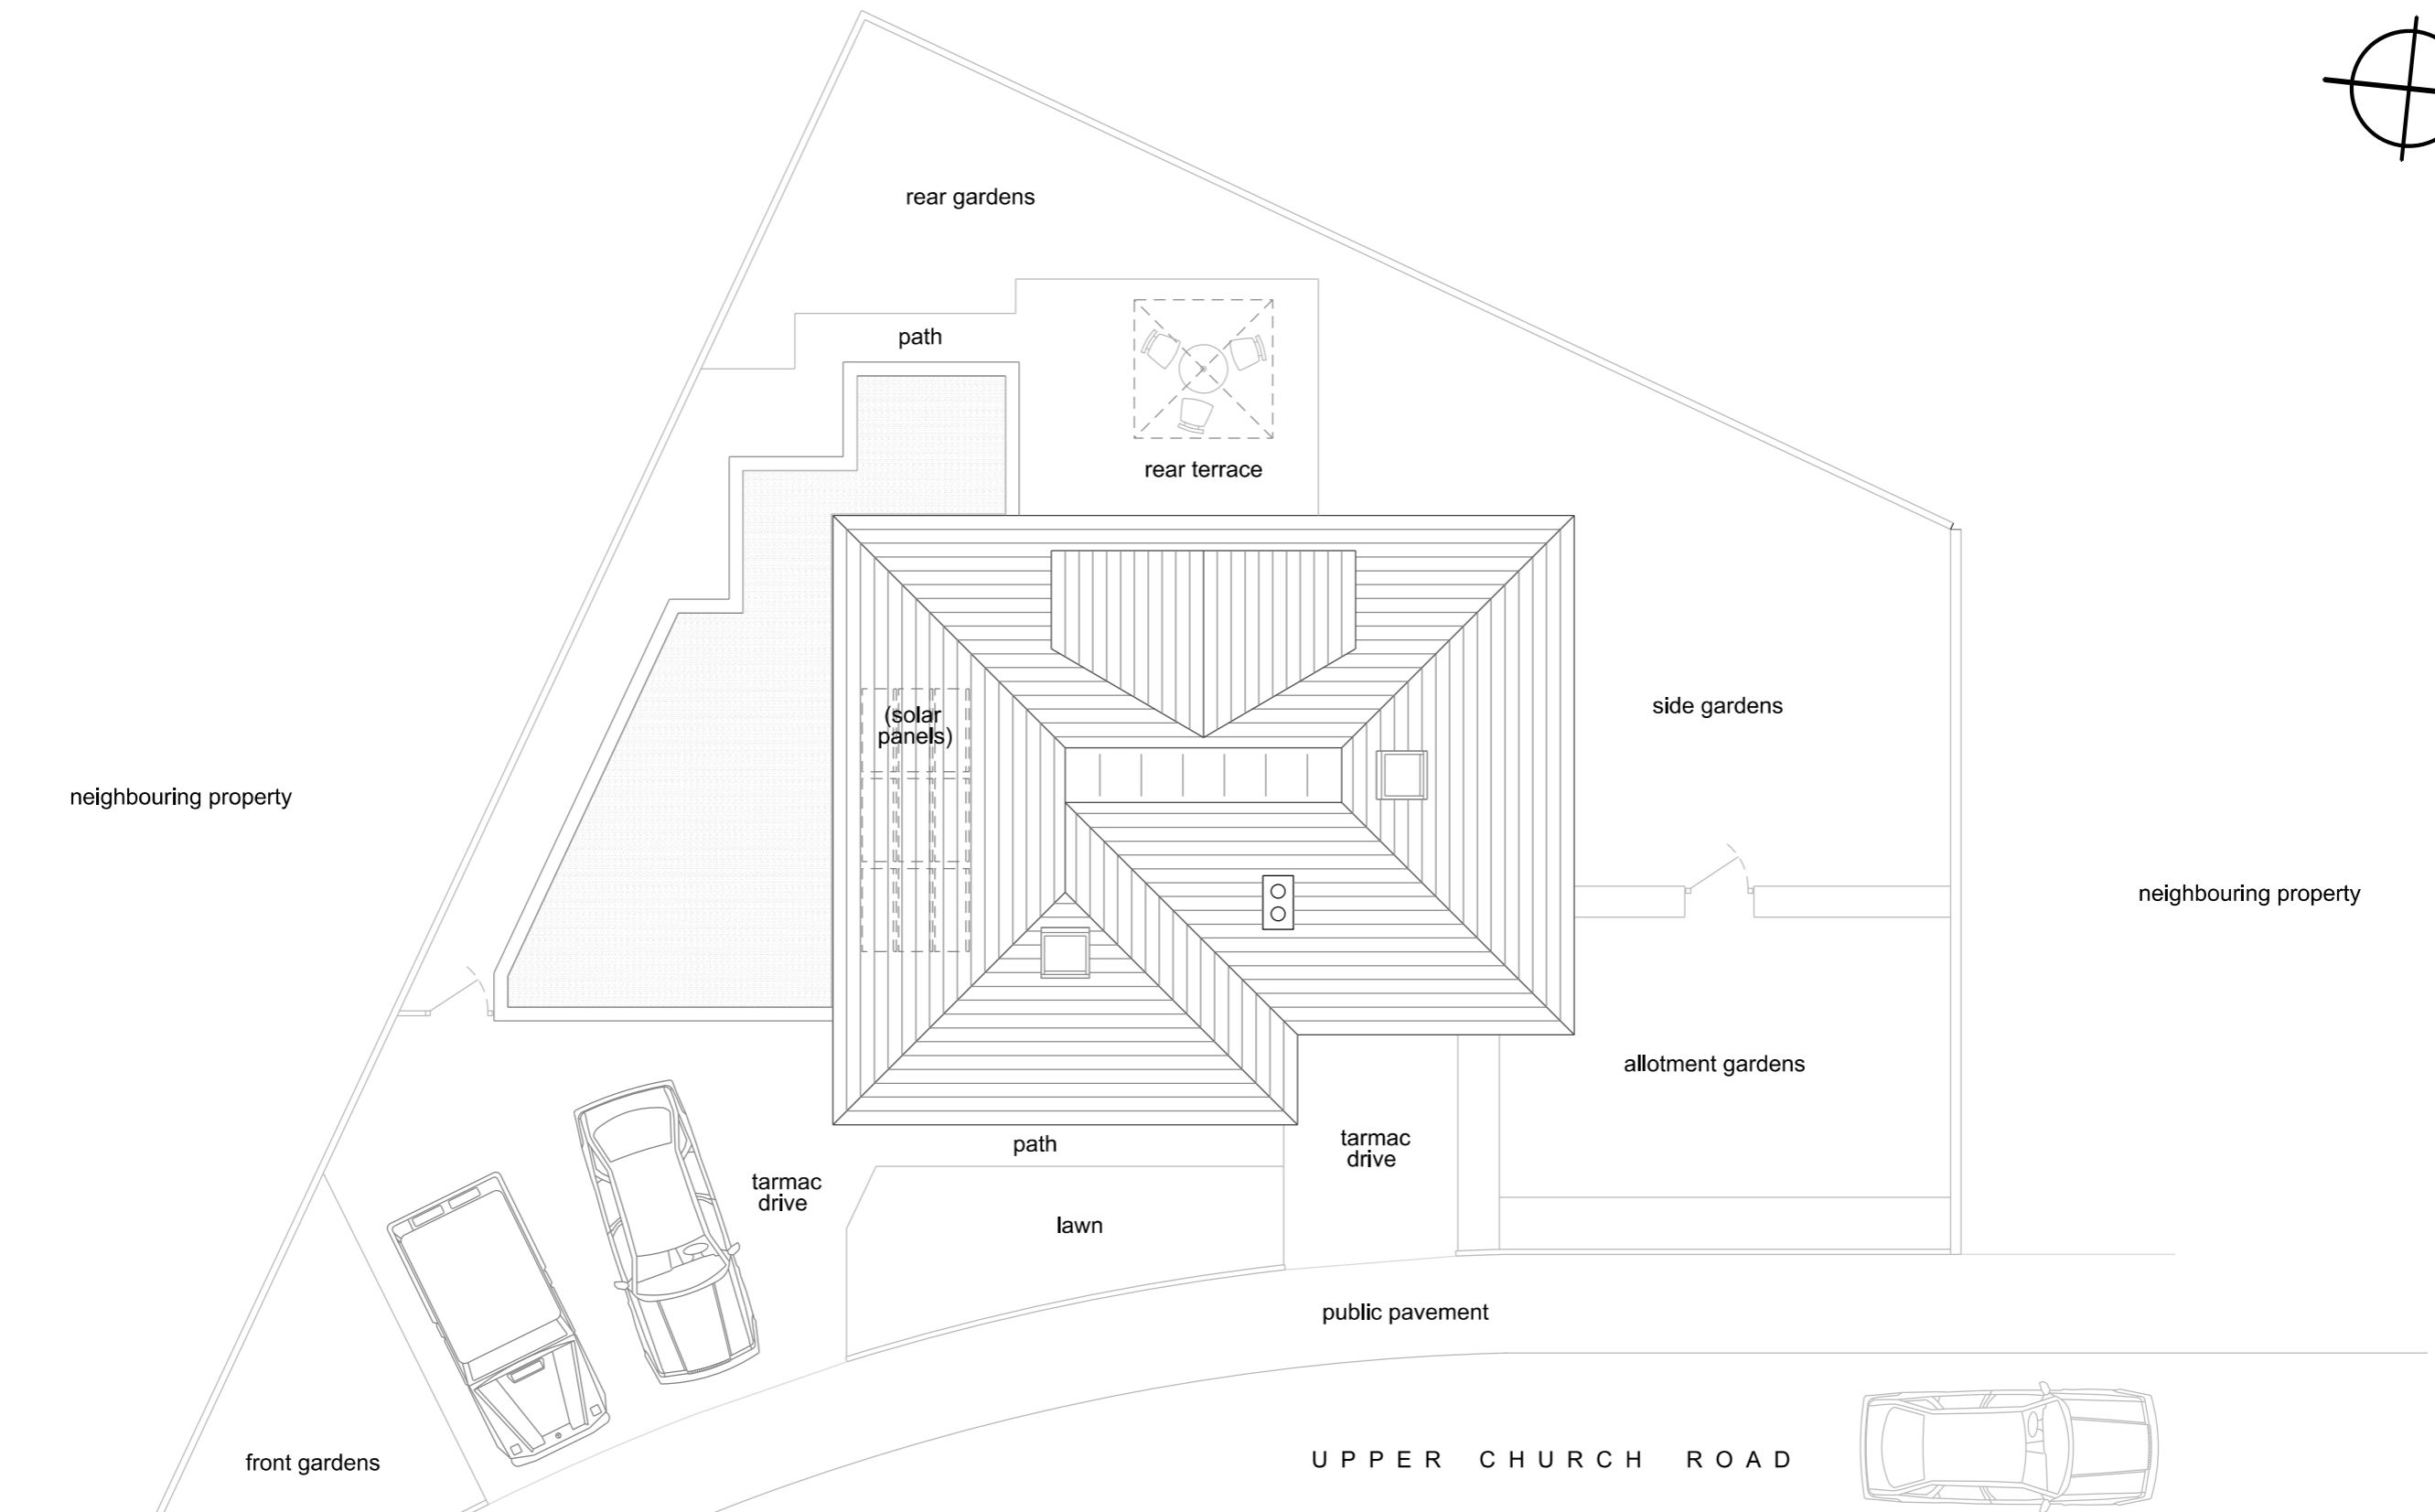 rear gardens
path
rear terrace
(solar
panels)
side gardens
neighbouring property
neighbouring property
allotment gardens
path
tarmac
drive
tarmac
drive
lawn
public pavement
front gardens
UPPER CHURCH ROAD